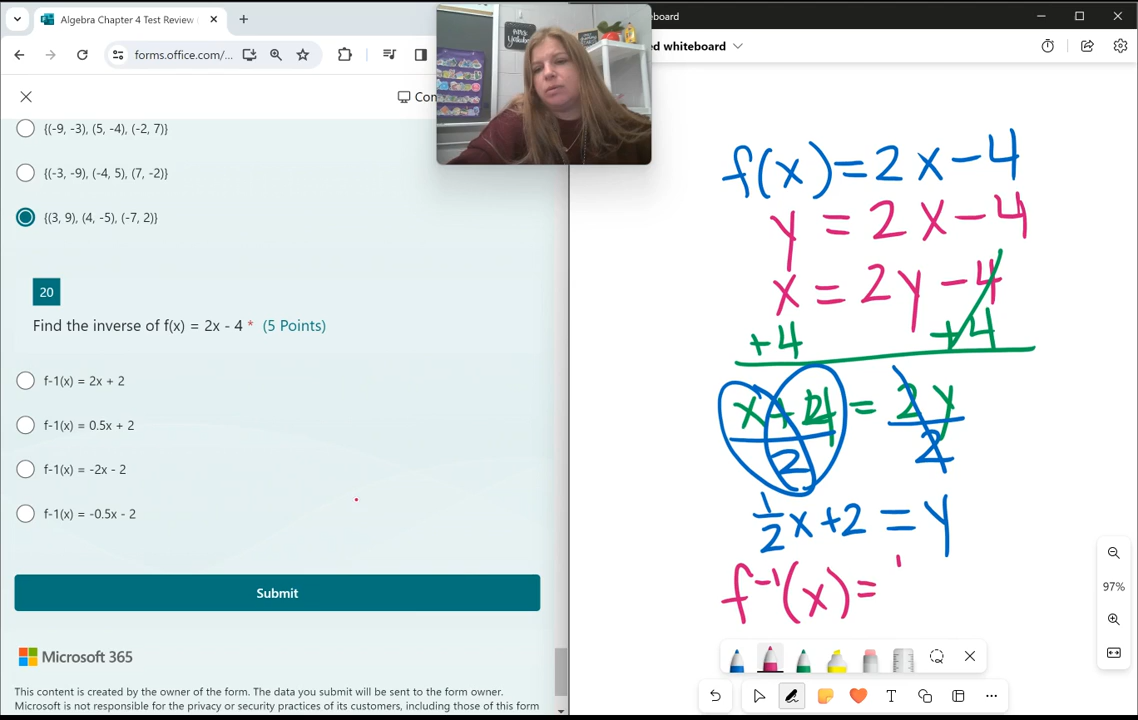 Algebra Chapter 4 Test Review
forms.office.com/...
eboard
ed whiteboard
Con
{(-9, -3), (5, -4), (-2, 7)}
{(-3, -9), (-4, 5), (7, -2)}
{(3, 9), (4, -5), (-7, 2)}
20
Find the inverse of f(x) = 2x - 4 * (5 Points)
f-1(x) = 2x + 2
f-1(x) = 0.5x + 2
f-1(x) = -2x - 2
f-1(x) = -0.5x - 2
Submit
Microsoft 365
This content is created by the owner of the form. The data you submit will be sent to the form owner.
Microsoft is not responsible for the privacy or security practices of its customers, including those of this form
f(x)=2x-4
y = 2x-4
x = 2y-4
+4 +4
x+4 = 2y
2 2
1/2x+2 = y
f⁻¹(x)=
97%
T